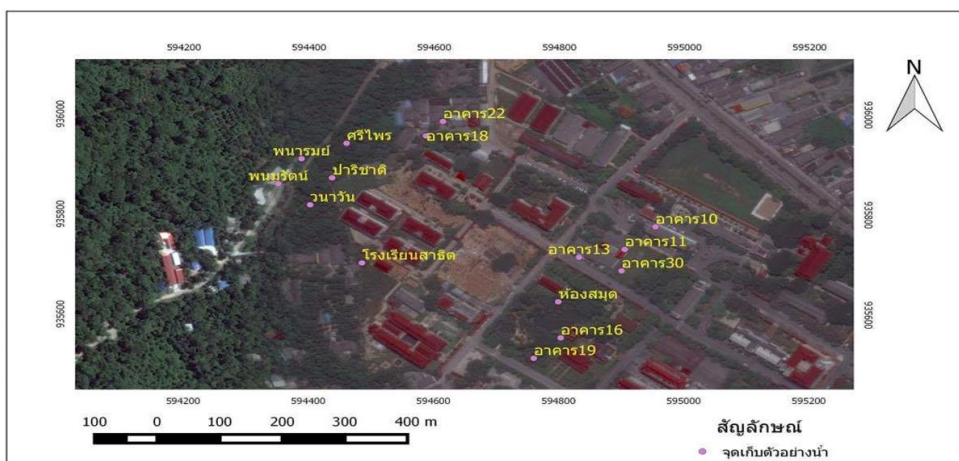 594200 594400 594600 594800 595000 595200
N
936000 936000
อาคาร22
อาคาร18
ศรีไพร
พนารมย์
ปาริชาติ
พนมรัตน์
วนาวัน
935800 935800
อาคาร10
อาคาร11
อาคาร13
โรงเรียนสาธิต
อาคาร30
ห้องสมุด
935600 935600
อาคาร16
อาคาร19
594200 594400 594600 594800 595000 595200
100 0 100 200 300 400 m
สัญลักษณ์
จุดเก็บตัวอย่างน้ำ